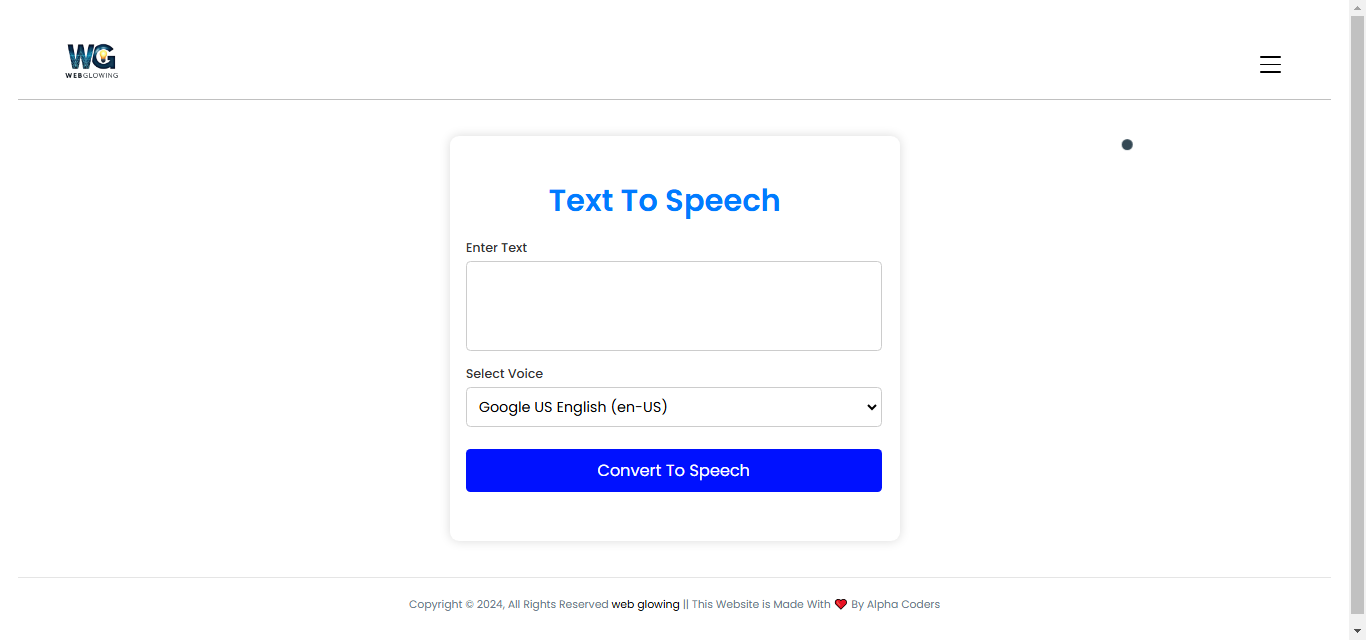 WG
WEBGLOWING
Text To Speech
Enter Text
Select Voice
Google US English (en-US)
Convert To Speech
Copyright © 2024, All Rights Reserved web glowing || This Website is Made With ❤️ By Alpha Coders